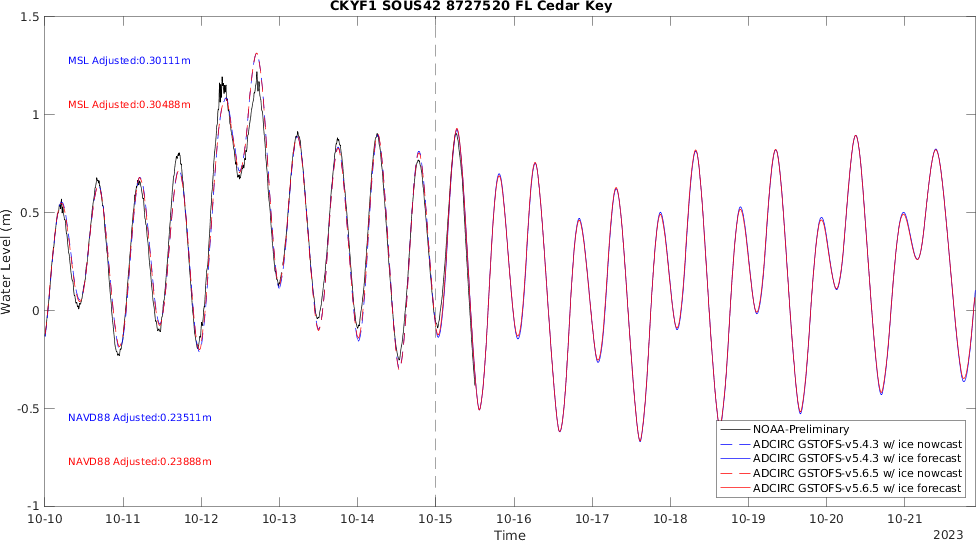 CKYF1 SOUS42 8727520 FL Cedar Key
1.5
1
0.5
0
-0.5
-1
Water Level (m)
MSL Adjusted:0.30111m
MSL Adjusted:0.30488m
NAVD88 Adjusted:0.23511m
NAVD88 Adjusted:0.23888m
NOAA-Preliminary
ADCIRC GSTOFS-v5.4.3 w/ ice nowcast
ADCIRC GSTOFS-v5.4.3 w/ ice forecast
ADCIRC GSTOFS-v5.6.5 w/ ice nowcast
ADCIRC GSTOFS-v5.6.5 w/ ice forecast
10-10 10-11 10-12 10-13 10-14 10-15 10-16 10-17 10-18 10-19 10-20 10-21
Time
2023